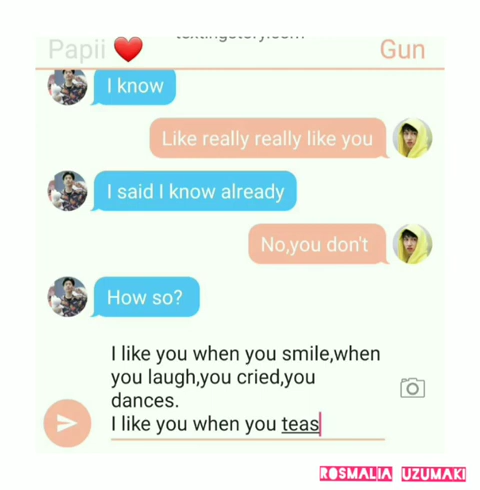 Papii ❤️
Gun
I know
Like really really like you
I said I know already
No,you don't
How so?
I like you when you smile,when
you laugh,you cried,you
dances.
I like you when you teas
ROSMALIA UZUMAKI